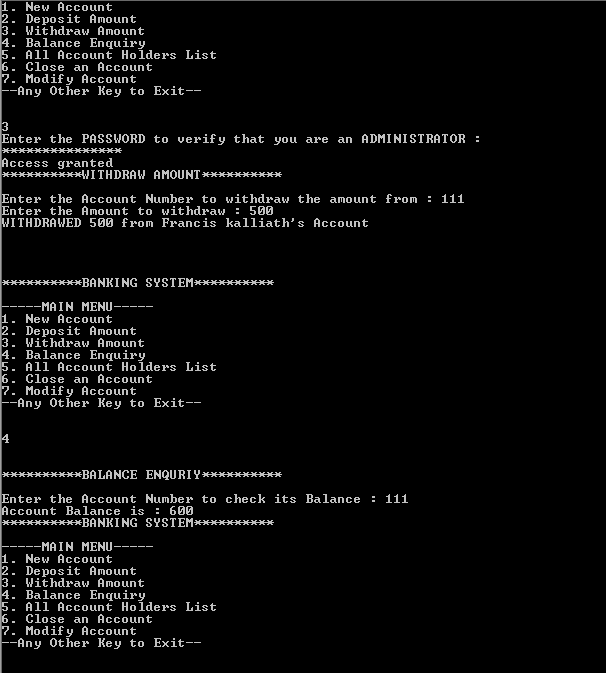 1. New Account
2. Deposit Amount
3. Withdraw Amount
4. Balance Enquiry
5. All Account Holders List
6. Close an Account
7. Modify Account
--Any Other Key to Exit--
3
Enter the PASSWORD to verify that you are an ADMINISTRATOR :
***************
Access granted
**********WITHDRAW AMOUNT**********
Enter the Account Number to withdraw the amount from : 111
Enter the Amount to withdraw : 500
WITHDRAWED 500 from Francis kalliath's Account
**********BANKING SYSTEM**********
-----MAIN MENU-----
1. New Account
2. Deposit Amount
3. Withdraw Amount
4. Balance Enquiry
5. All Account Holders List
6. Close an Account
7. Modify Account
--Any Other Key to Exit--
4
**********BALANCE ENQURIY**********
Enter the Account Number to check its Balance : 111
Account Balance is : 600
**********BANKING SYSTEM**********
-----MAIN MENU-----
1. New Account
2. Deposit Amount
3. Withdraw Amount
4. Balance Enquiry
5. All Account Holders List
6. Close an Account
7. Modify Account
--Any Other Key to Exit--